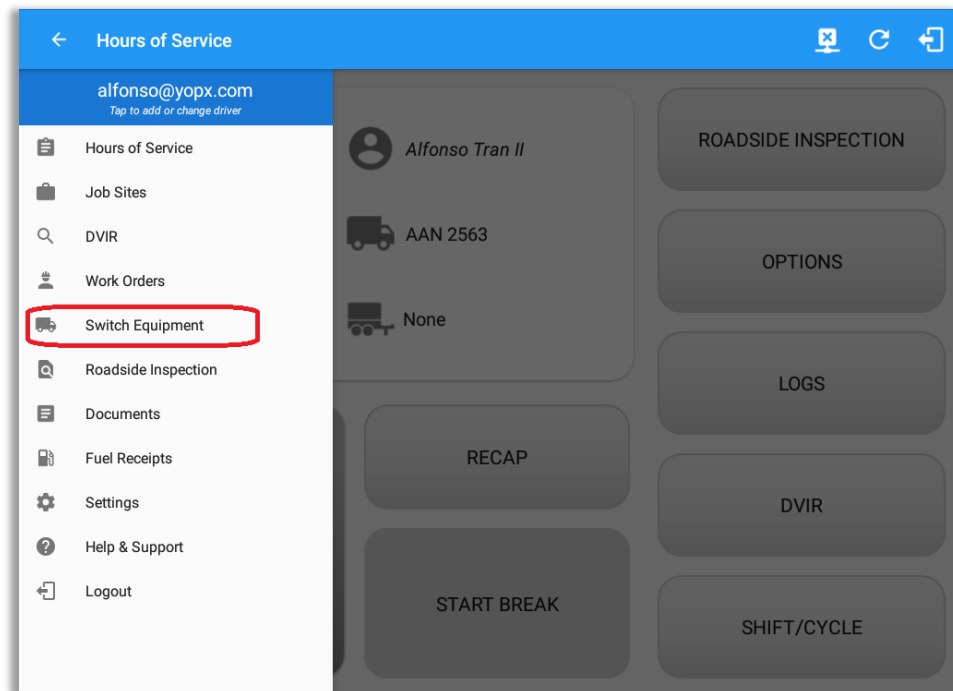 Hours of Service
alfonso@yopx.com
Tap to add or change driver
Hours of Service
Job Sites
DVIR
Work Orders
Switch Equipment
Roadside Inspection
Documents
Fuel Receipts
Settings
Help & Support
Logout
Alfonso Tran II
AAN 2563
None
RECAP
START BREAK
ROADSIDE INSPECTION
OPTIONS
LOGS
DVIR
SHIFT/CYCLE